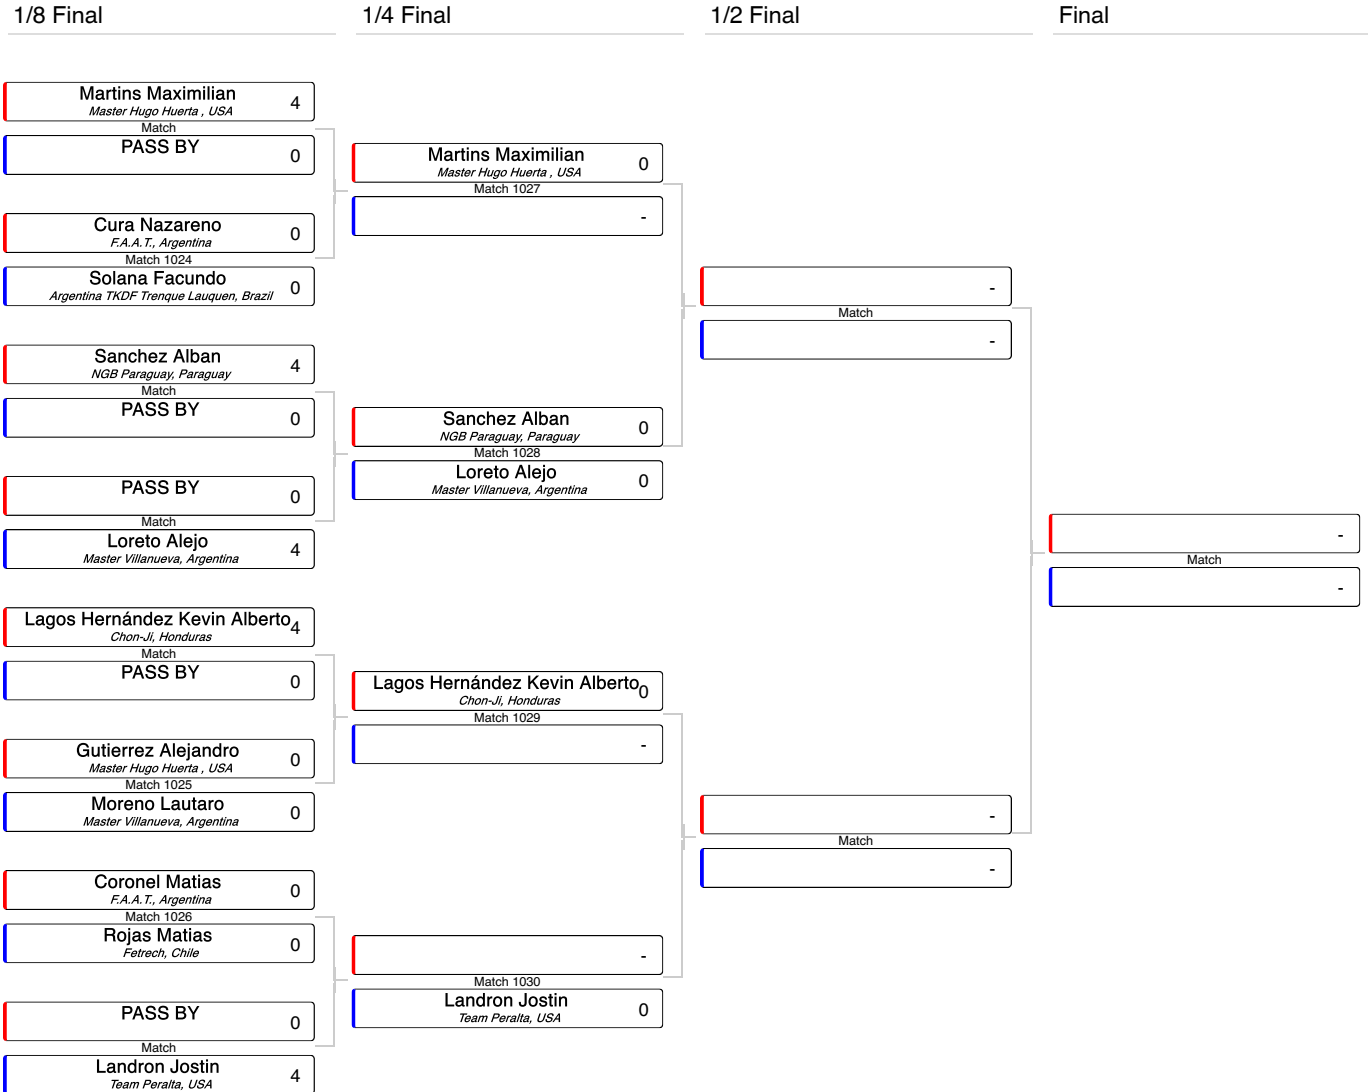 1/8 Final
1/4 Final
1/2 Final
Final
Martins Maximilian
4
Master Hugo Huerta , USA
Match
PASS BY
0
Cura Nazareno
0
F.A.A.T., Argentina
Match 1024
Solana Facundo
0
Argentina TKDF Trenque Lauquen, Brazil
Sanchez Alban
4
NGB Paraguay, Paraguay
Match
PASS BY
0
PASS BY
0
Match
Loreto Alejo
4
Master Villanueva, Argentina
Lagos Hernández Kevin Alberto
4
Chon-Ji, Honduras
Match
PASS BY
0
Gutierrez Alejandro
0
Master Hugo Huerta , USA
Match 1025
Moreno Lautaro
0
Master Villanueva, Argentina
Coronel Matias
0
F.A.A.T., Argentina
Match 1026
Rojas Matias
0
Fetrech, Chile
PASS BY
0
Match
Landron Jostin
4
Team Peralta, USA
Martins Maximilian
0
Master Hugo Huerta , USA
Match 1027
-
Sanchez Alban
0
NGB Paraguay, Paraguay
Match 1028
Loreto Alejo
0
Master Villanueva, Argentina
Lagos Hernández Kevin Alberto
0
Chon-Ji, Honduras
Match 1029
-
-
Match 1030
Landron Jostin
0
Team Peralta, USA
-
Match
-
-
Match
-
-
Match
-